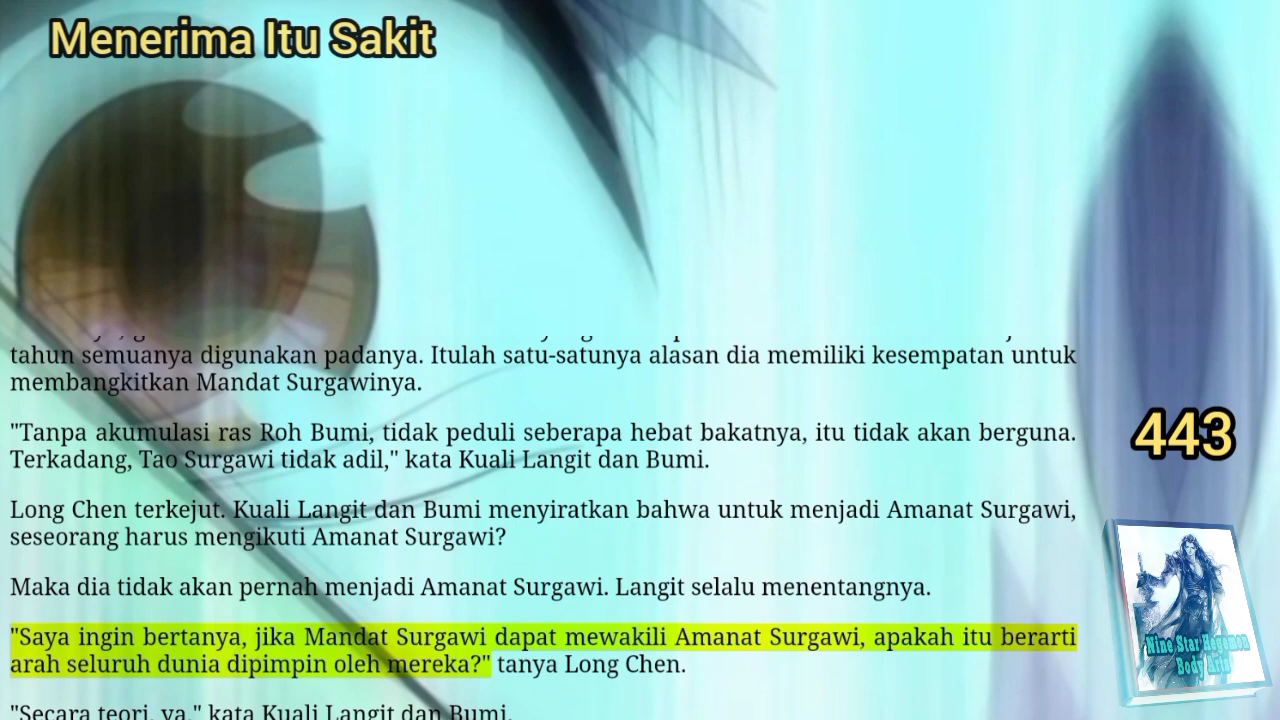 Menerima Itu Sakit
tahun semuanya digunakan padanya. Itulah satu-satunya alasan dia memiliki kesempatan untuk
membangkitkan Mandat Surgawinya.
"Tanpa akumulasi ras Roh Bumi, tidak peduli seberapa hebat bakatnya, itu tidak akan berguna.
Terkadang, Tao Surgawi tidak adil," kata Kuali Langit dan Bumi.
Long Chen terkejut. Kuali Langit dan Bumi menyiratkan bahwa untuk menjadi Amanat Surgawi,
seseorang harus mengikuti Amanat Surgawi?
Maka dia tidak akan pernah menjadi Amanat Surgawi. Langit selalu menentangnya.
"Saya ingin bertanya, jika Mandat Surgawi dapat mewakili Amanat Surgawi, apakah itu berarti
arah seluruh dunia dipimpin oleh mereka?" tanya Long Chen.
"Secara teori, ya," kata Kuali Langit dan Bumi.
443
Nine Star Hegemon
Body Arts